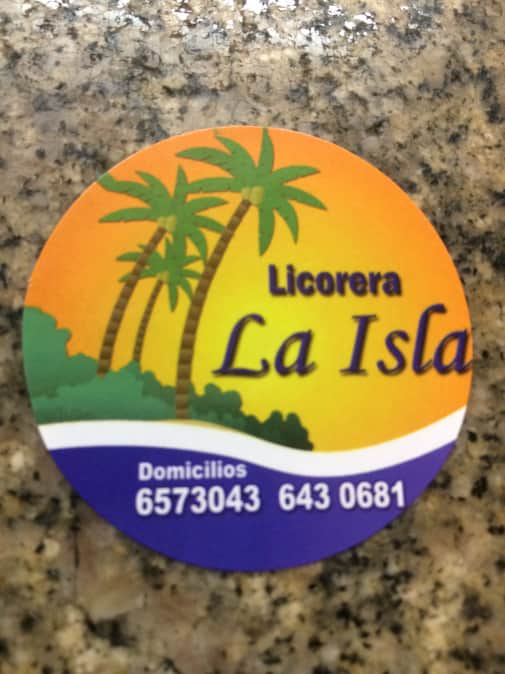 Licorera
La Isla
Domicilios
6573043 643 0681